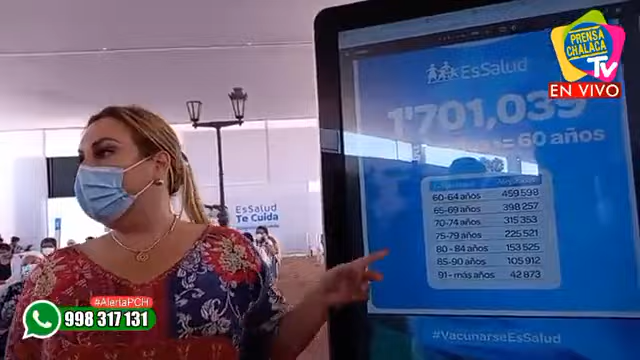 PRENSA
CHALACA
TV
EN VIVO
EsSalud
1'701,039
= 60 años
60-64 años 459 598
65-69 años 398 257
70-74 años 315 353
75-79 años 225,521
80 - 84 años 153 525
85-90 años 105 912
91 - más años 42 873
#VacunarseEsSalud
EsSalud
Te Cuida
#AlertaPCH
998 317 131